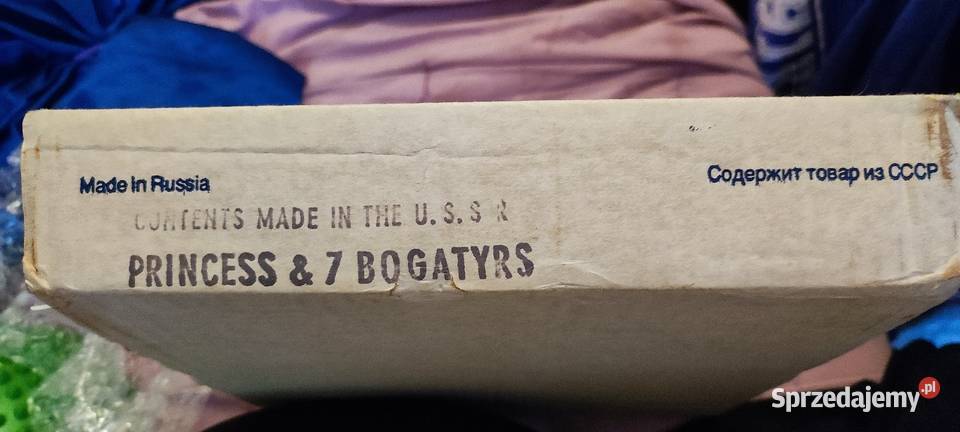 Made In Russia
Содержит товар из СССР
CONTENTS MADE IN THE U.S.S R
PRINCESS & 7 BOGATYRS
Sprzedajemy.pl